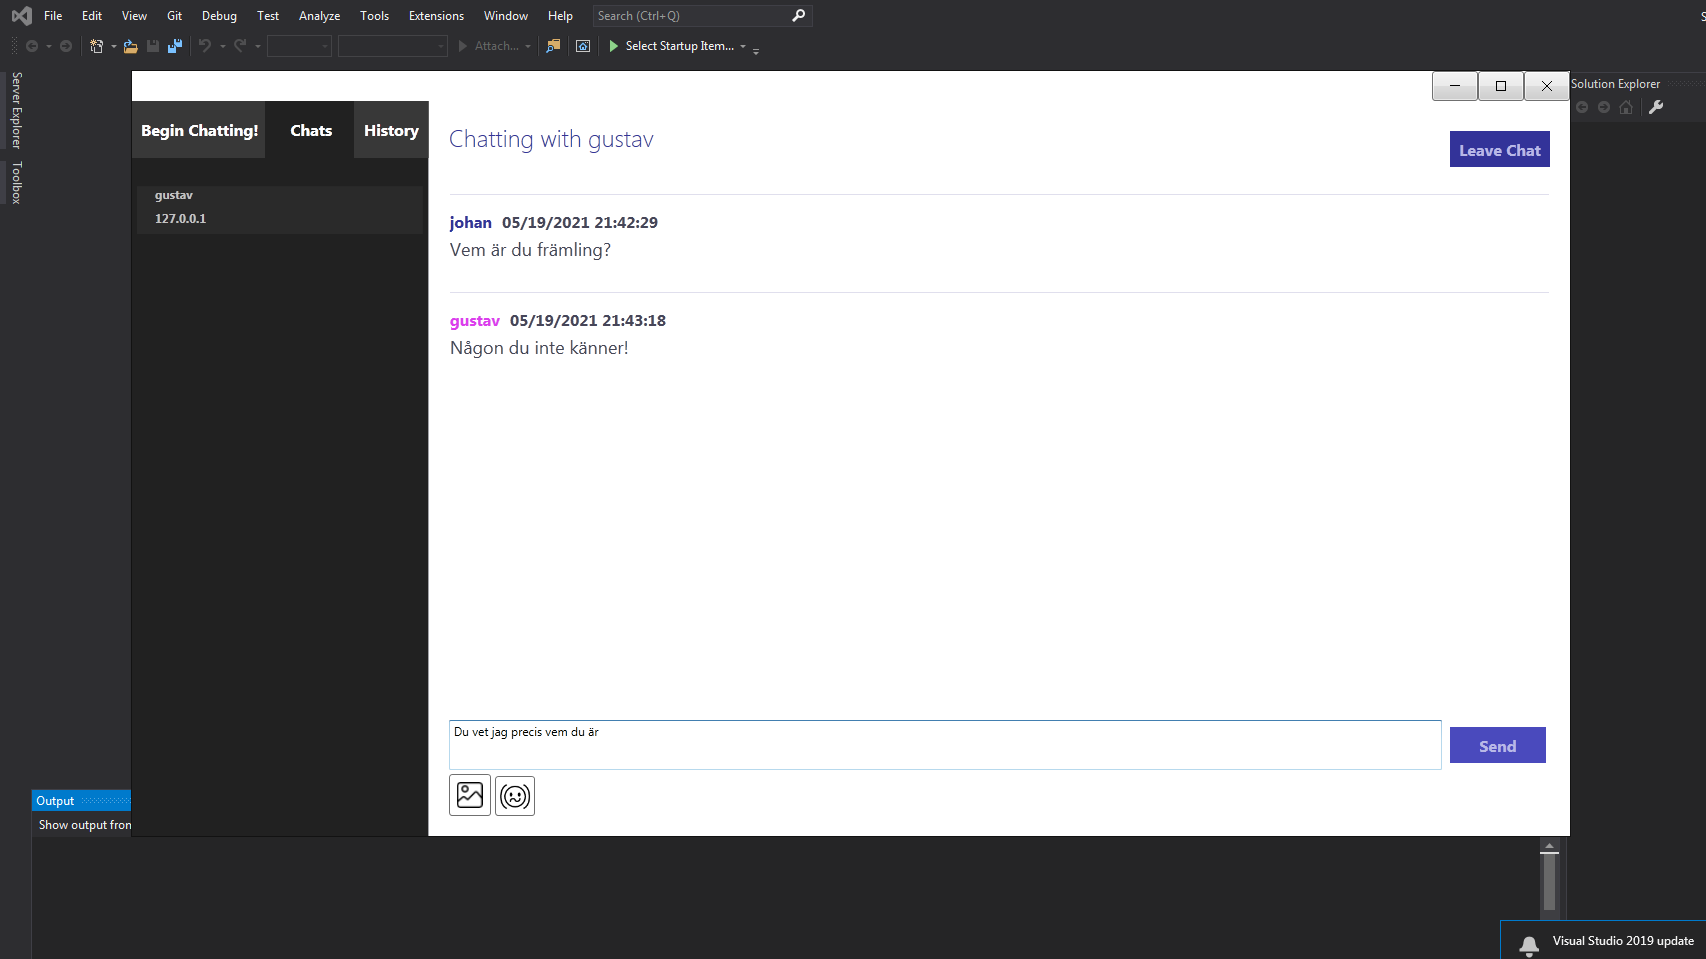 File Edit View Git Debug Test Analyze Tools Extensions Window Help Search (Ctrl+Q)
Attach... Select Startup Item...
Server Explorer
Toolbox
Solution Explorer
Begin Chatting! Chats History
gustav
127.0.0.1
Chatting with gustav
Leave Chat
johan 05/19/2021 21:42:29
Vem är du främling?
gustav 05/19/2021 21:43:18
Någon du inte känner!
Du vet jag precis vem du är
Send
Output
Show output from
Visual Studio 2019 update